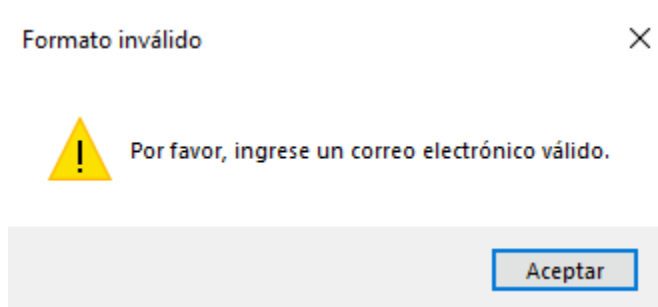 Formato inválido
Por favor, ingrese un correo electrónico válido.
Aceptar